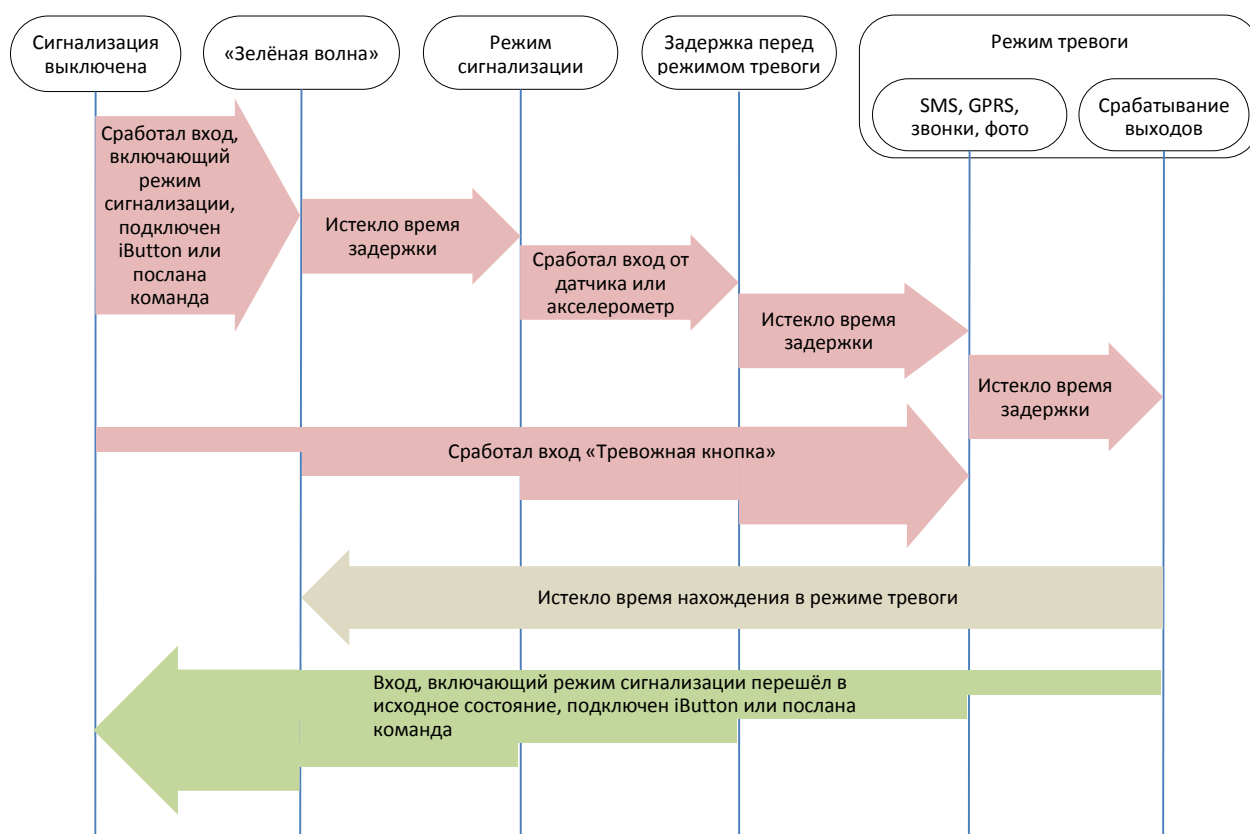 Сигнализация
выключена
«Зелёная волна»
Режим
сигнализации
Задержка перед
режимом тревоги
Режим тревоги
SMS, GPRS,
звонки, фото
Срабатывание
выходов
Сработал вход,
включающий
режим
сигнализации,
подключен
iButton или
послана
команда
Истекло время
задержки
Сработал вход от
датчика или
акселерометр
Истекло время
задержки
Истекло время
задержки
Сработал вход «Тревожная кнопка»
Истекло время нахождения в режиме тревоги
Вход, включающий режим сигнализации перешёл в
исходное состояние, подключен iButton или послана
команда